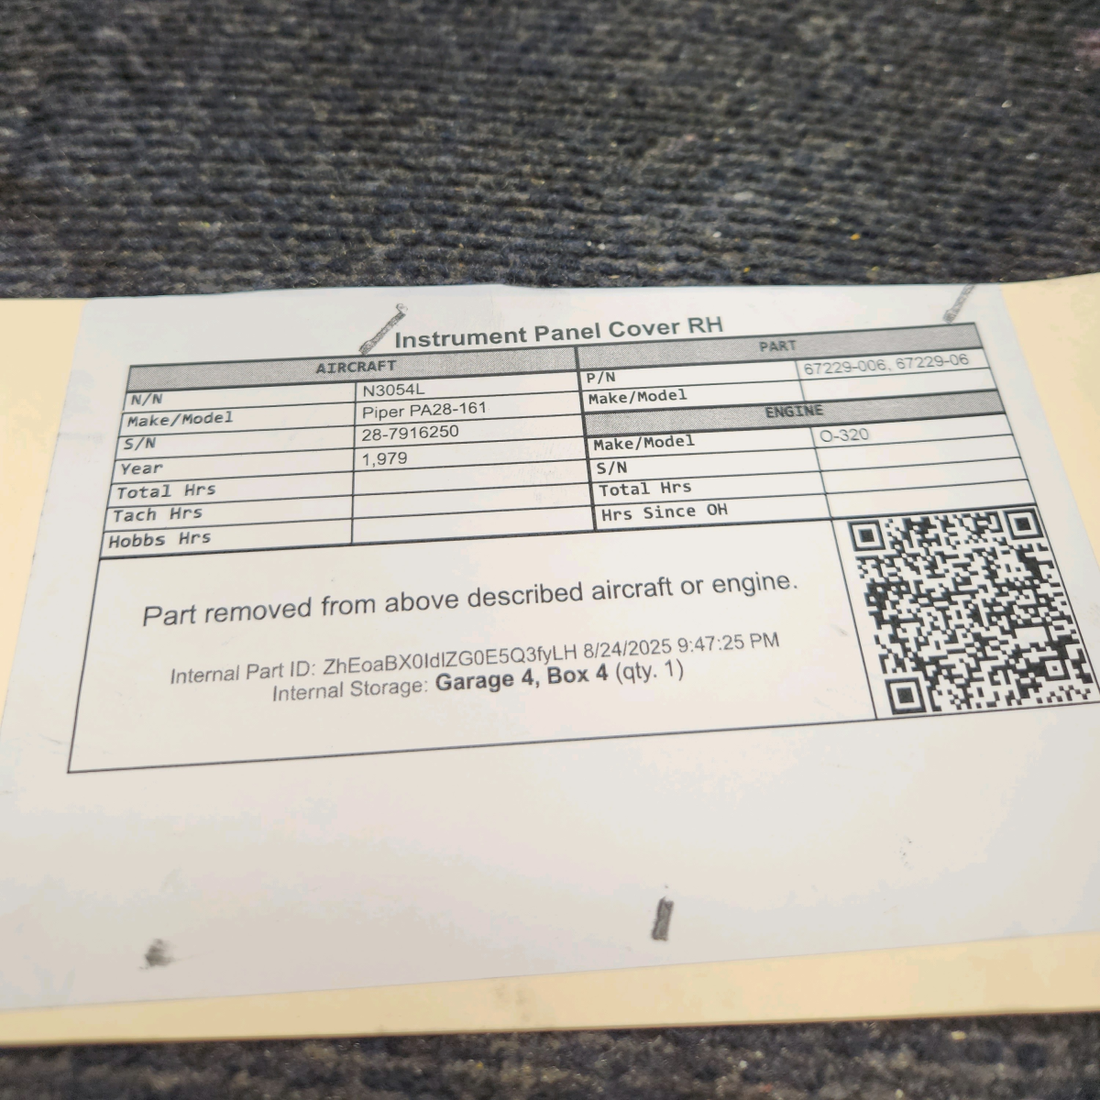 Instrument Panel Cover RH
AIRCRAFT
N/N N3054L
Make/Model Piper PA28-161
S/N 28-7916250
Year 1,979
Total Hrs
Tach Hrs
Hobbs Hrs
PART
P/N 67229-006, 67229-06
Make/Model
ENGINE
Make/Model O-320
S/N
Total Hrs
Hrs Since OH
Part removed from above described aircraft or engine.
Internal Part ID: ZhEoaBX0IdIZG0E5Q3fyLH 8/24/2025 9:47:25 PM
Internal Storage: Garage 4, Box 4 (qty. 1)